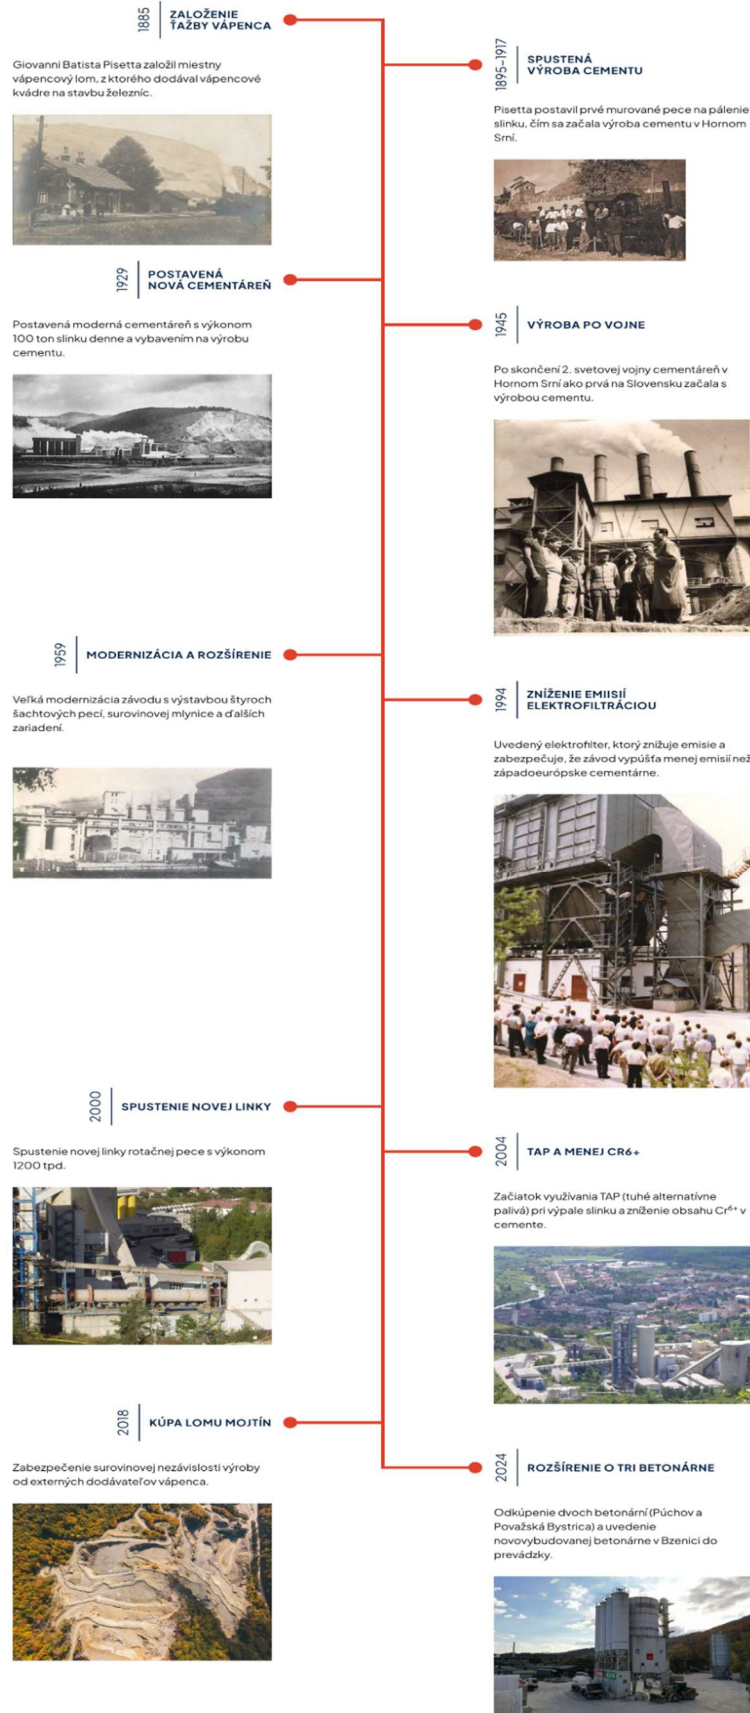 1885
ZALOŽENIE
ŤAŽBY VÁPENCA
Giovanni Batista Pisetta založil miestny
vápencový lom, z ktorého dodával vápencové
kvádre na stavbu železníc.
1895–1917
SPUSTENÁ
VÝROBA CEMENTU
Pisetta postavil prvé murované pece na pálenie
slinku, čím sa začala výroba cementu v Hornom
Srní.
1929
POSTAVENÁ
NOVÁ CEMENTÁREŇ
Postavená moderná cementáreň s výkonom
100 ton slinku denne a vybavením na výrobu
cementu.
1945
VÝROBA PO VOJNE
Po skončení 2. svetovej vojny cementáreň v
Hornom Srní ako prvá na Slovensku začala s
výrobou cementu.
1959
MODERNIZÁCIA A ROZŠÍRENIE
Veľká modernizácia závodu s výstavbou štyroch
šachtových pecí, surovinovej mlynice a ďalších
zariadení.
1994
ZNÍŽENIE EMIISIÍ
ELEKTROFILTRÁCIOU
Uvedený elektrofilter, ktorý znižuje emisie a
zabezpečuje, že závod vypúšťa menej emisií než
západoeurópske cementárne.
2000
SPUSTENIE NOVEJ LINKY
Spustenie novej linky rotačnej pece s výkonom
1200 tpd.
2004
TAP A MENEJ CR6+
Začiatok využívania TAP (tuhé alternatívne
palivá) pri výpale slinku a zníženie obsahu Cr⁶⁺ v
cemente.
2018
KÚPA LOMU MOJTÍN
Zabezpečenie surovinovej nezávislosti výroby
od externých dodávateľov vápenca.
2024
ROZŠÍRENIE O TRI BETONÁRNE
Odkúpenie dvoch betonární (Púchov a
Považská Bystrica) a uvedenie
novovybudovanej betonárne v Bzenici do
prevádzky.